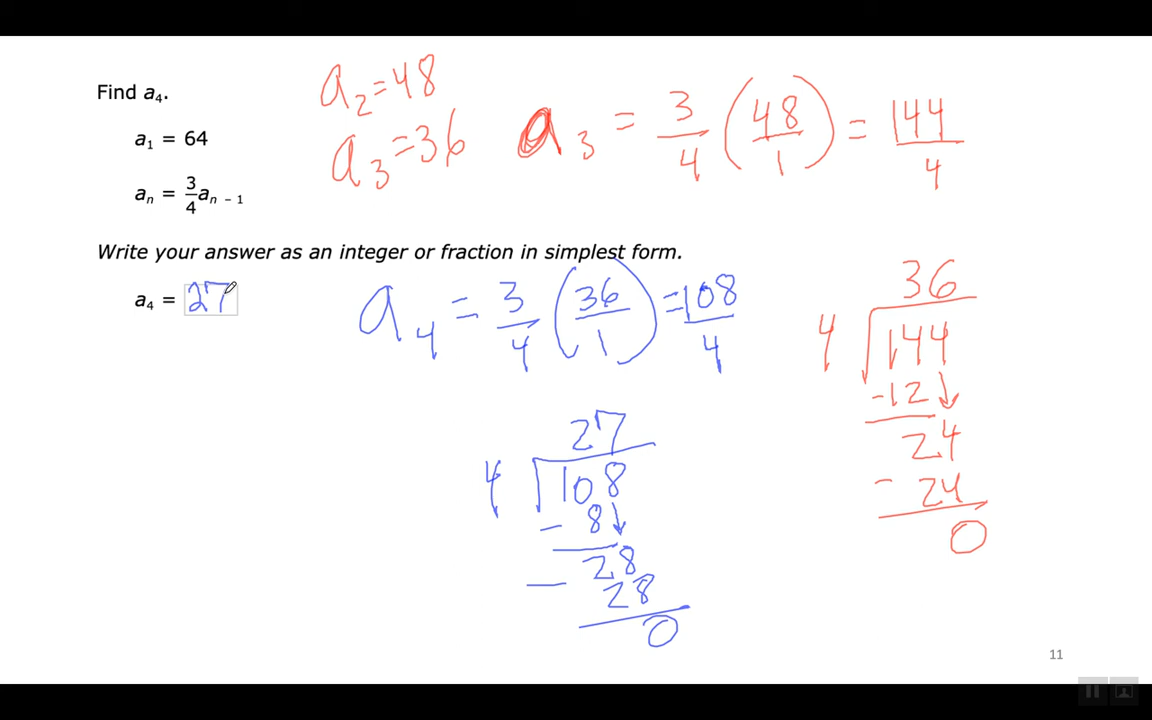 Find a₄.
a₁ = 64
aₙ = 3/4 aₙ₋₁
a₂ = 48
a₃ = 36
a₃ = 3/4 (48/1) = 144/4
Write your answer as an integer or fraction in simplest form.
a₄ = 27
a₄ = 3/4 (36/1) = 108/4
36
4 144
-12↓
24
- 24
0
27
4 108
- 8↓
28
- 28
0
11